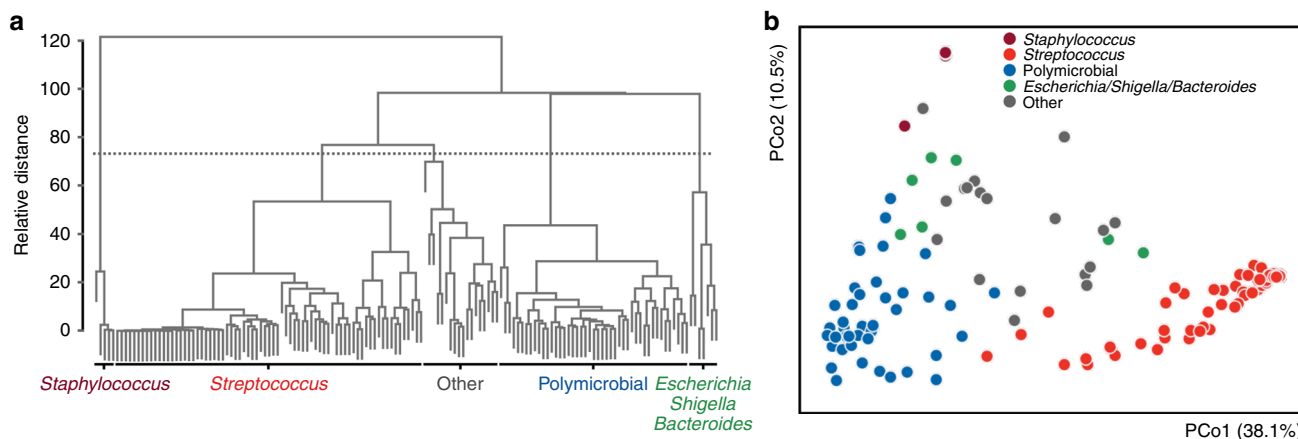 a
120
100
80
60
40
20
0
Relative distance
Staphylococcus
Streptococcus
Other
Polymicrobial
Escherichia
Shigella
Bacteroides
b
PCo2 (10.5%)
Staphylococcus
Streptococcus
Polymicrobial
Escherichia/Shigella/Bacteroides
Other
PCo1 (38.1%)